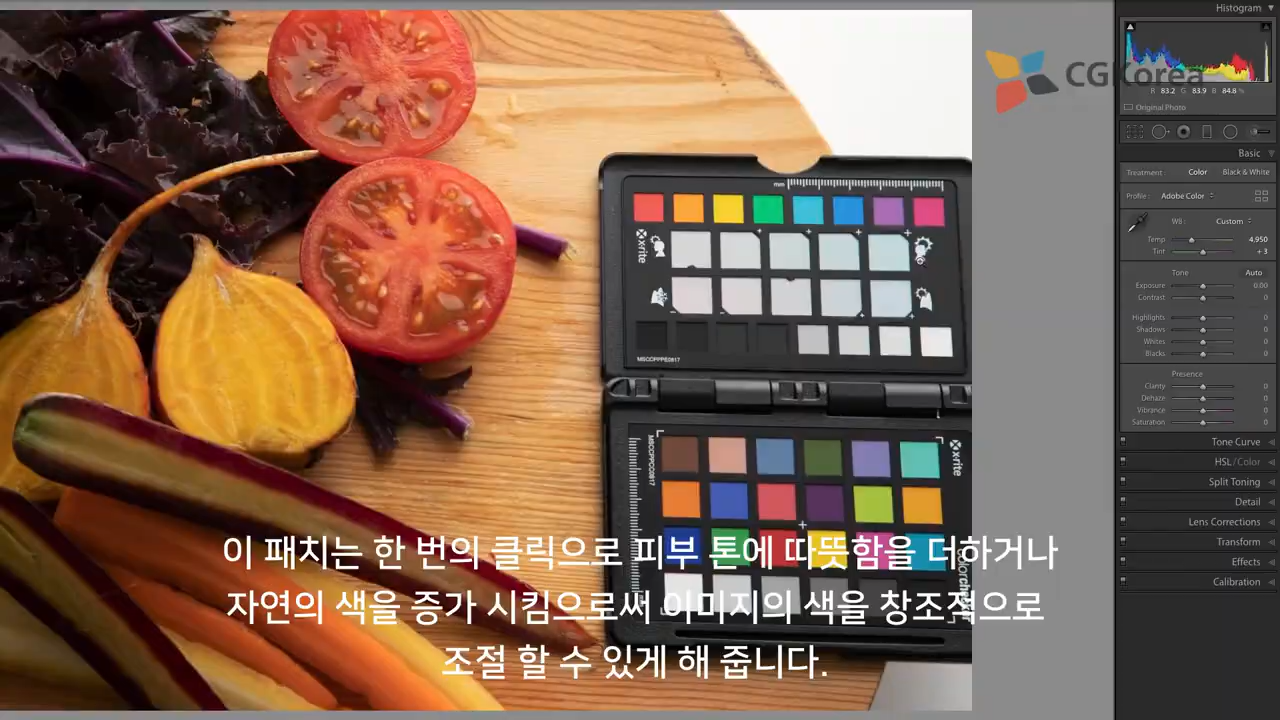 Histogram
CGKorea
R 83.2 G 83.9 B 84.8 %
Original Photo
Basic
Treatment: Color Black & White
Profile: Adobe Color
WB: Custom
Temp 4,950
Tint +3
Tone Auto
Exposure 0.00
Contrast 0
Highlights 0
Shadows 0
Whites 0
Blacks 0
Presence
Clarity 0
Dehaze 0
Vibrance 0
Saturation 0
Tone Curve
HSL / Color
Split Toning
Detail
Lens Corrections
Transform
Effects
Calibration
mm
x-rite
MSCCPPPE0817
MSCCPPCC0817
x-rite
이 패치는 한 번의 클릭으로 피부 톤에 따뜻함을 더하거나
자연의 색을 증가 시킴으로써 이미지의 색을 창조적으로
조절 할 수 있게 해 줍니다.